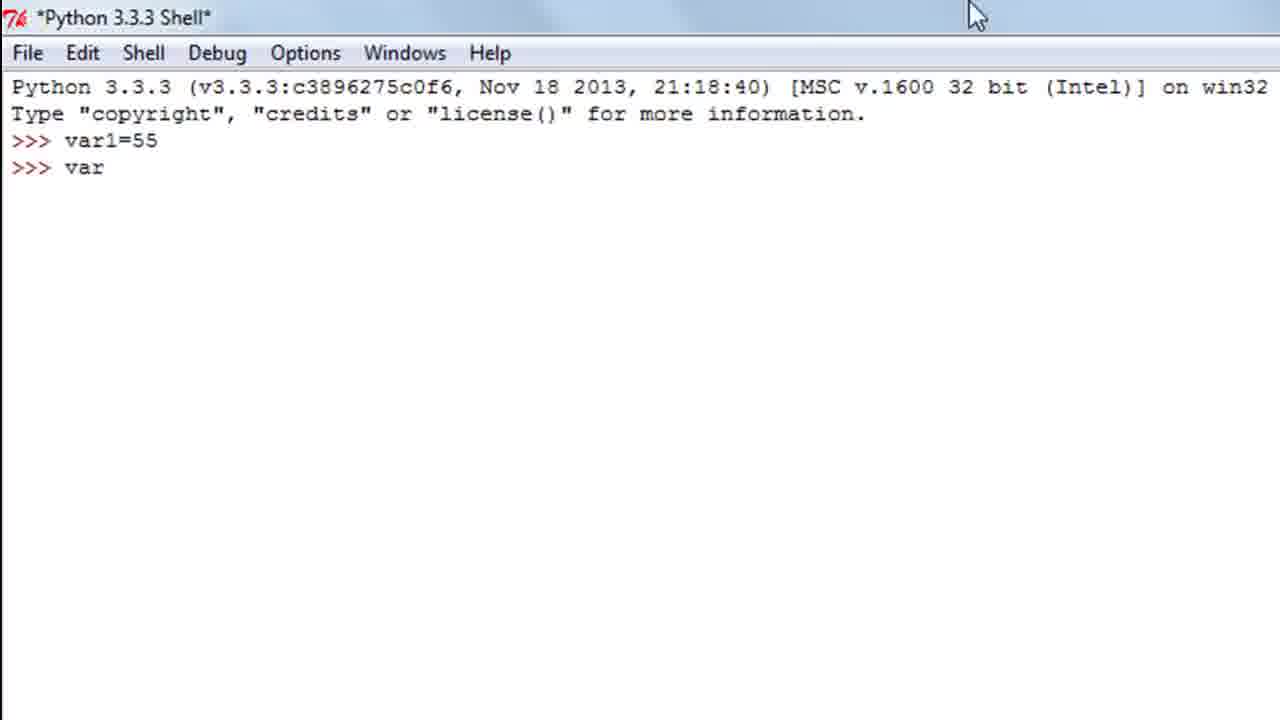 *Python 3.3.3 Shell*
File Edit Shell Debug Options Windows Help
Python 3.3.3 (v3.3.3:c3896275c0f6, Nov 18 2013, 21:18:40) [MSC v.1600 32 bit (Intel)] on win32
Type "copyright", "credits" or "license()" for more information.
>>> var1=55
>>> var